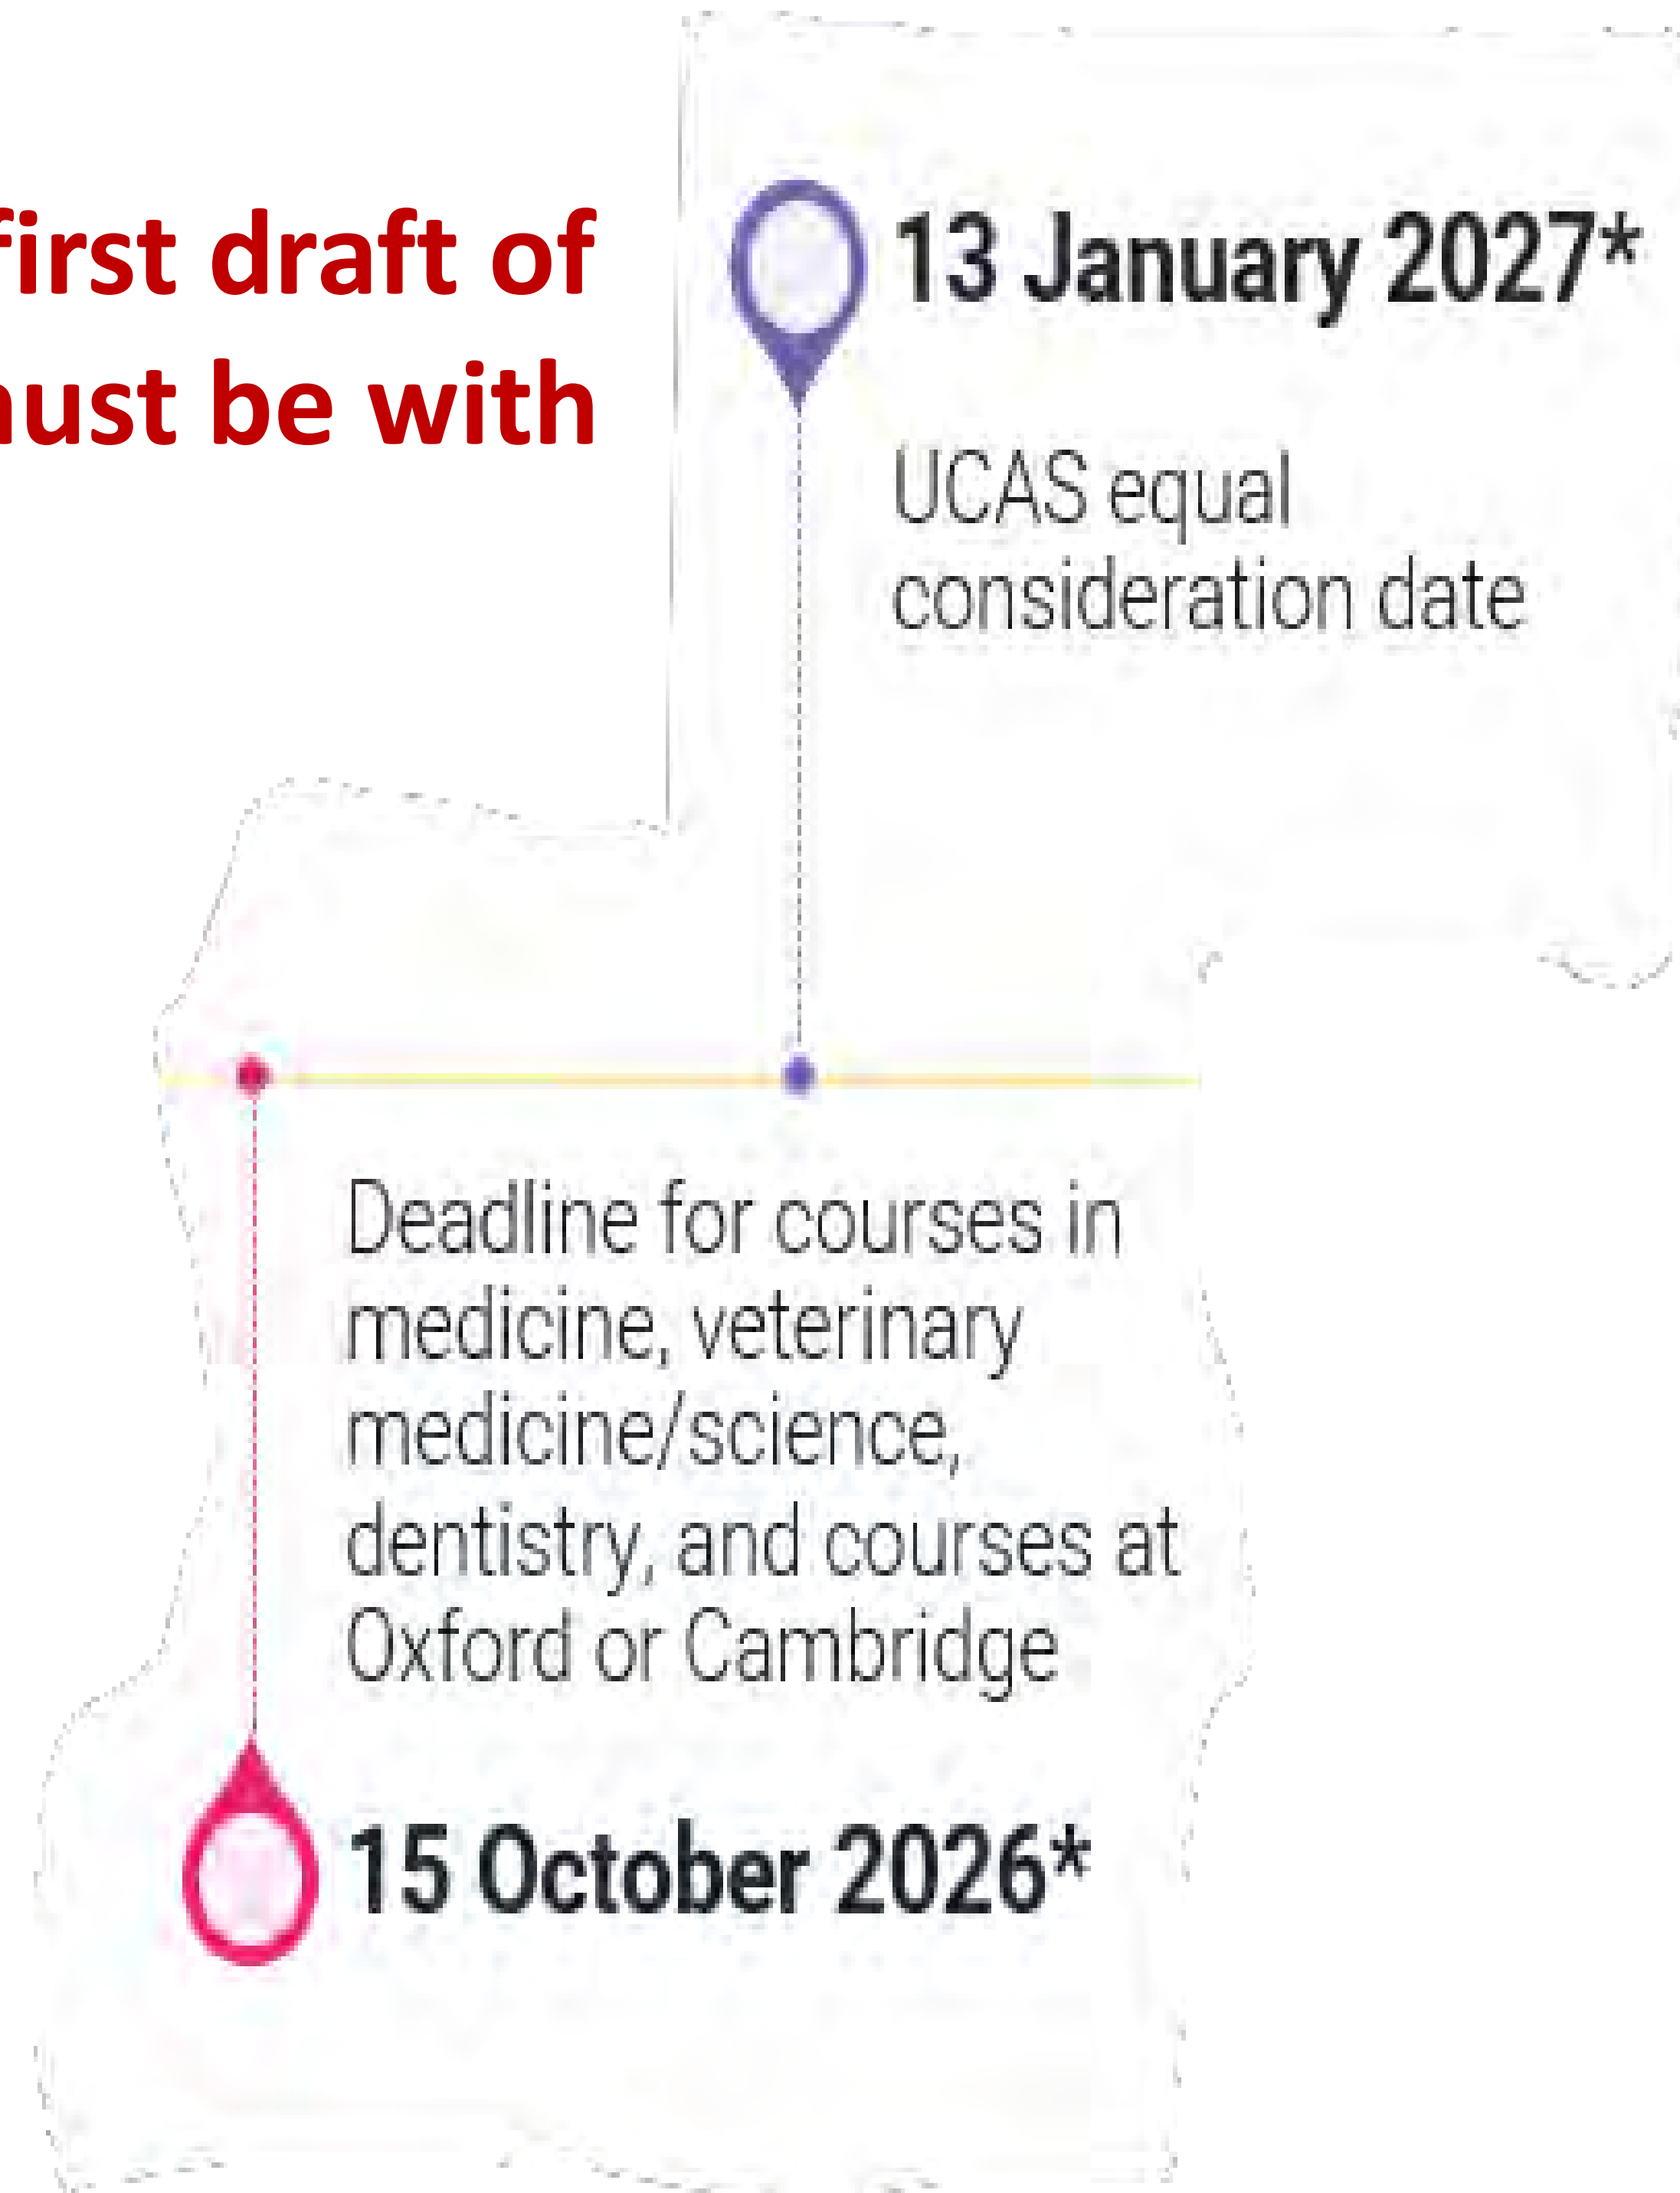 first draft of
must be with
13 January 2027*
UCAS equal
consideration date
Deadline for courses in
medicine, veterinary
medicine/science,
dentistry, and courses at
Oxford or Cambridge
15 October 2026*